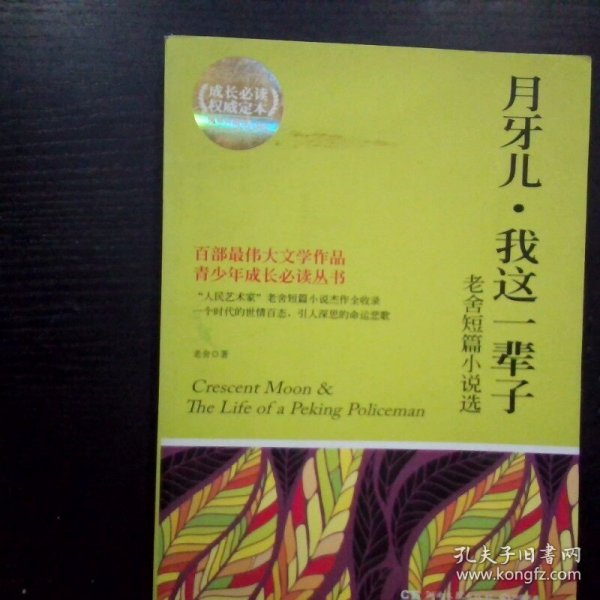 成长必读
权威定本
月牙儿·我这一辈子
老舍短篇小说选
百部最伟大文学作品
青少年成长必读丛书
“人民艺术家”老舍短篇小说杰作全收录
一个时代的世情百态,引人深思的命运悲歌
老舍◎著
Crescent Moon &
The Life of a Peking Policeman
孔夫子旧书网
www.kongfz.com